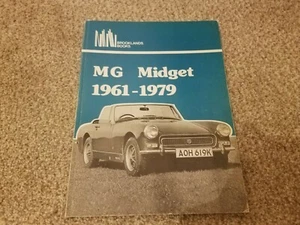 BROOKLANDS
BOOKS
MG Midget
1961-1979
AOH 619K